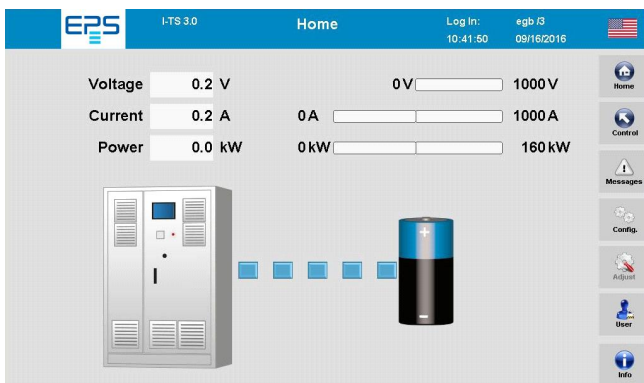 EPS I-TS 3.0 Home Log In: egb /3
10:41:50 09/16/2016
Voltage 0.2 V 0 V 1000 V
Current 0.2 A 0 A 1000 A
Power 0.0 kW 0 kW 160 kW
Home
Control
Messages
Config.
Adjust
User
Info
+
-